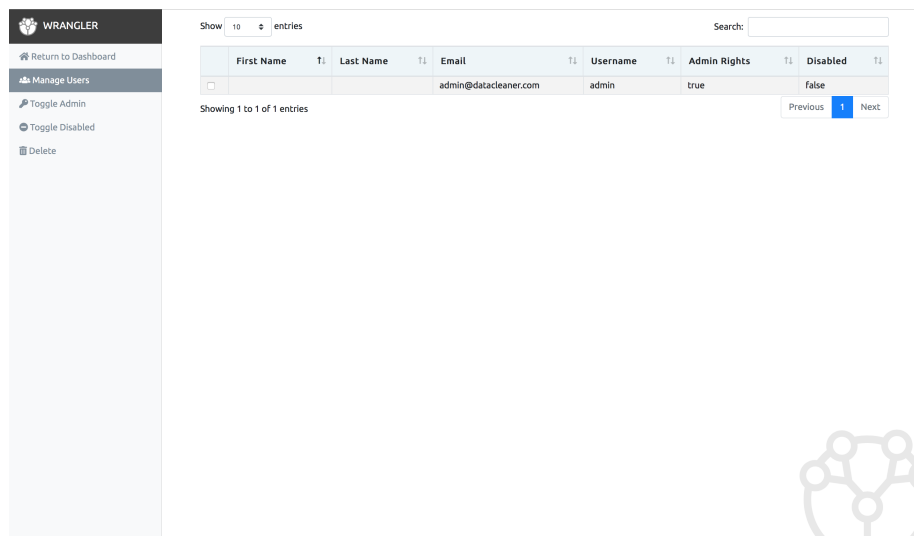 WRANGLER
Return to Dashboard
Manage Users
Toggle Admin
Toggle Disabled
Delete
Show 10 entries
Search:
First Name Last Name Email Username Admin Rights Disabled
admin@datacleaner.com admin true false
Showing 1 to 1 of 1 entries
Previous 1 Next